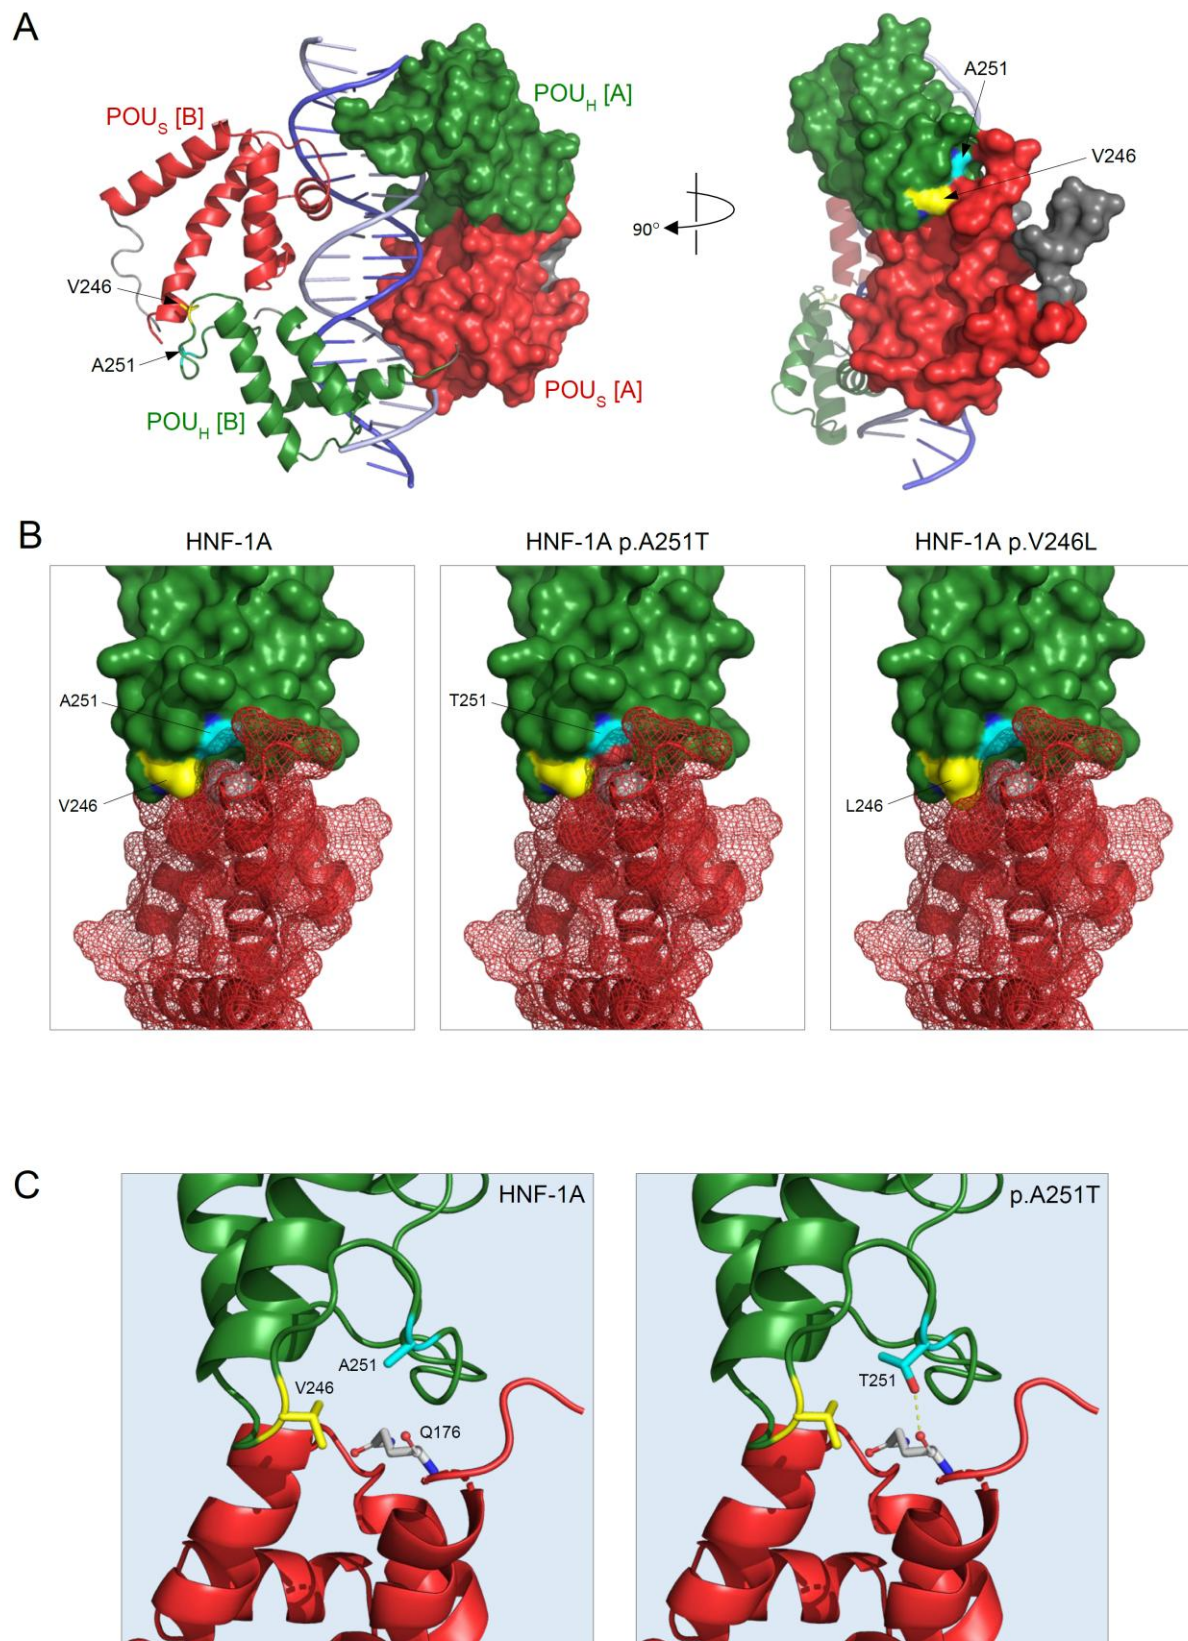 A
POUS [B]
POUH [A]
V246
A251
POUH [B]
POUS [A]
90°
A251
V246
B
HNF-1A
HNF-1A p.A251T
HNF-1A p.V246L
A251
V246
T251
L246
C
HNF-1A
A251
V246
Q176
p.A251T
T251